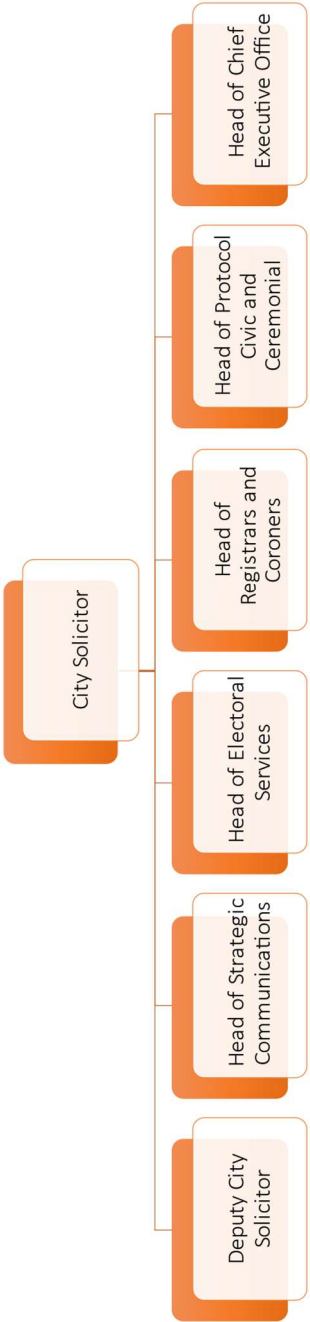 City Solicitor
Deputy City
Solicitor
Head of Strategic
Communications
Head of Electoral
Services
Head of
Registrars and
Coroners
Head of Protocol
Civic and
Ceremonial
Head of Chief
Executive Office